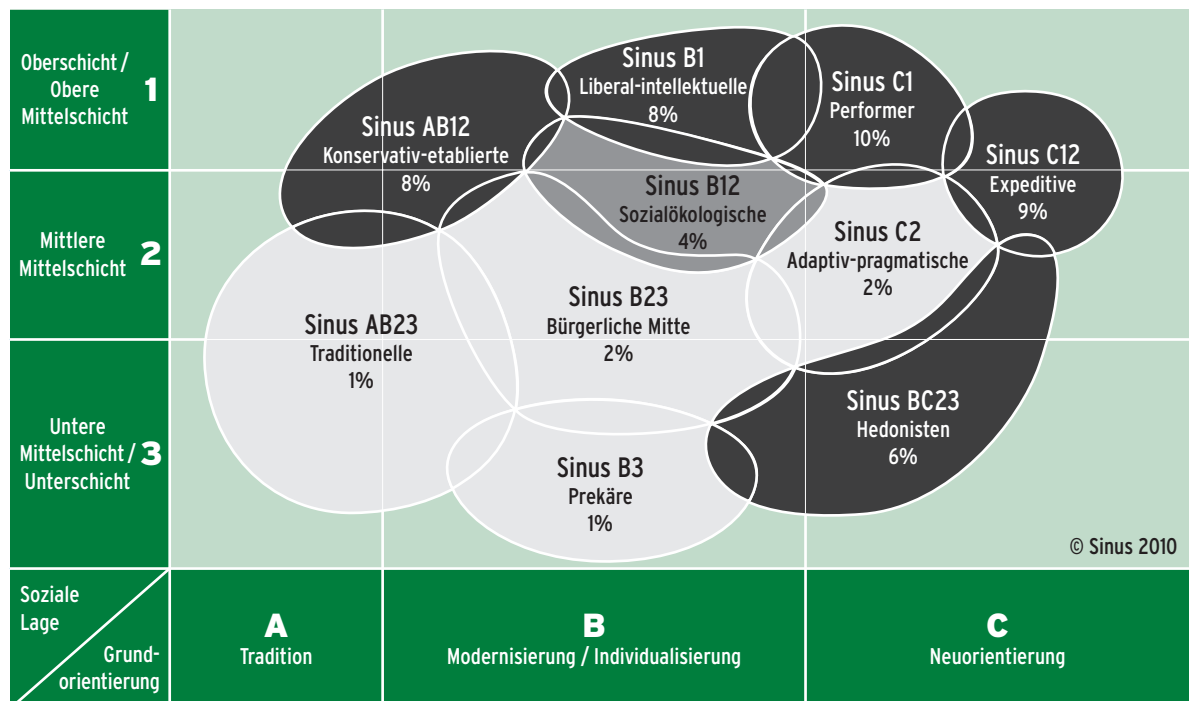 Oberschicht /
Obere
Mittelschicht
1
Mittlere
Mittelschicht
2
Untere
Mittelschicht /
Unterschicht
3
Sinus AB12
Konservativ-etablierte
8%
Sinus B1
Liberal-intellektuelle
8%
Sinus C1
Performer
10%
Sinus C12
Expeditive
9%
Sinus B12
Sozialökologische
4%
Sinus C2
Adaptiv-pragmatische
2%
Sinus AB23
Traditionelle
1%
Sinus B23
Bürgerliche Mitte
2%
Sinus BC23
Hedonisten
6%
Sinus B3
Prekäre
1%
© Sinus 2010
Soziale
Lage
Grund-
orientierung
A
Tradition
B
Modernisierung / Individualisierung
C
Neuorientierung